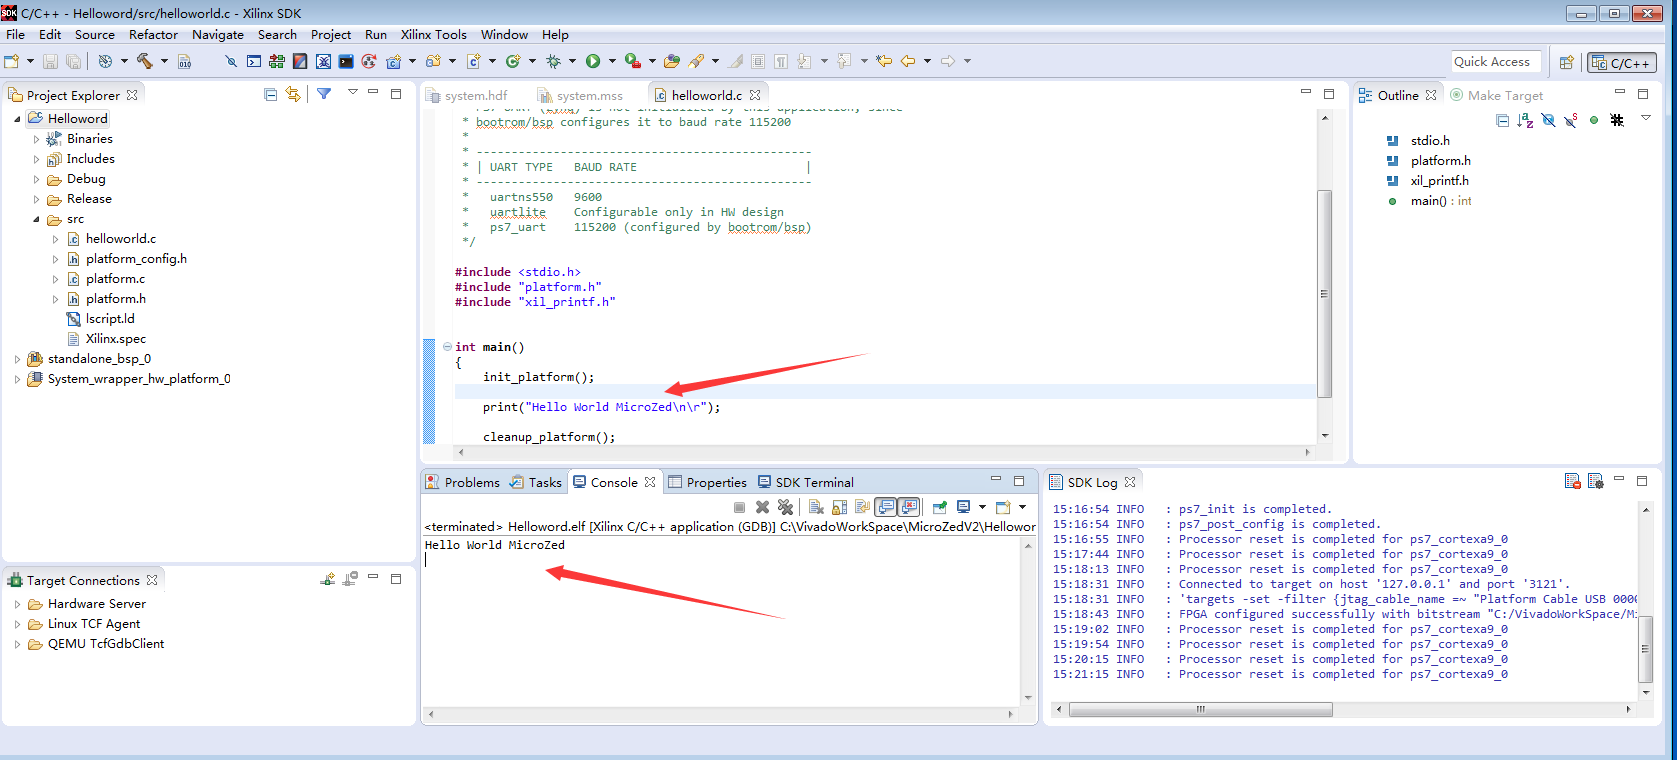 C/C++ - Helloword/src/helloworld.c - Xilinx SDK
File Edit Source Refactor Navigate Search Project Run Xilinx Tools Window Help
Quick Access
C/C++
Project Explorer
Helloword
Binaries
Includes
Debug
Release
src
helloworld.c
platform_config.h
platform.c
platform.h
lscript.ld
Xilinx.spec
standalone_bsp_0
System_wrapper_hw_platform_0
Target Connections
Hardware Server
Linux TCF Agent
QEMU TcfGdbClient
system.hdf system.mss helloworld.c
* PS7 UART (Zynq) is not initialized by this application, since
* bootrom/bsp configures it to baud rate 115200
*
* ------------------------------------------------
* | UART TYPE   BAUD RATE                        |
* ------------------------------------------------
*   uartns550   9600
*   uartlite    Configurable only in HW design
*   ps7_uart    115200 (configured by bootrom/bsp)
*/
#include <stdio.h>
#include "platform.h"
#include "xil_printf.h"
int main()
{
init_platform();
print("Hello World MicroZed\n\r");
cleanup_platform();
Outline Make Target
stdio.h
platform.h
xil_printf.h
main() : int
Problems Tasks Console Properties SDK Terminal
<terminated> Helloword.elf [Xilinx C/C++ application (GDB)] C:\VivadoWorkSpace\MicroZedV2\Hellowor
Hello World MicroZed
SDK Log
15:16:54 INFO : ps7_init is completed.
15:16:54 INFO : ps7_post_config is completed.
15:16:55 INFO : Processor reset is completed for ps7_cortexa9_0
15:17:44 INFO : Processor reset is completed for ps7_cortexa9_0
15:18:13 INFO : Processor reset is completed for ps7_cortexa9_0
15:18:31 INFO : Connected to target on host '127.0.0.1' and port '3121'.
15:18:31 INFO : 'targets -set -filter {jtag_cable_name =~ "Platform Cable USB 000
15:18:43 INFO : FPGA configured successfully with bitstream "C:/VivadoWorkSpace/Mi
15:19:02 INFO : Processor reset is completed for ps7_cortexa9_0
15:19:54 INFO : Processor reset is completed for ps7_cortexa9_0
15:20:15 INFO : Processor reset is completed for ps7_cortexa9_0
15:21:15 INFO : Processor reset is completed for ps7_cortexa9_0